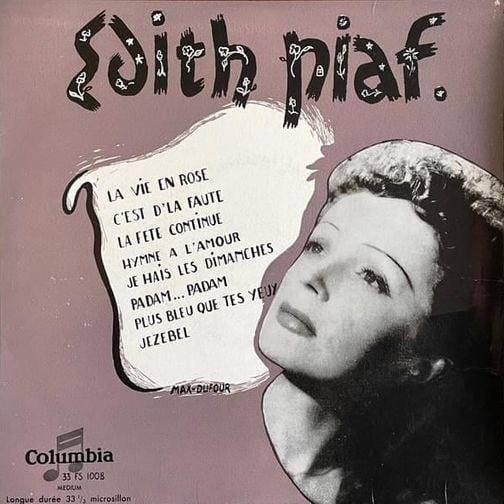 Edith piaf.
LA VIE EN ROSE
C'EST D'LA FAUTE
LA FETE CONTINUE
HYMNE A L'AMOUR
JE HAIS LES DIMANCHES
PADAM... PADAM
PLUS BLEU QUE TES YEUX
JEZEBEL
MAX-DUFOUR
Columbia
33 FS 1008
MEDIUM
Longue durée 33 1/3 microsillon